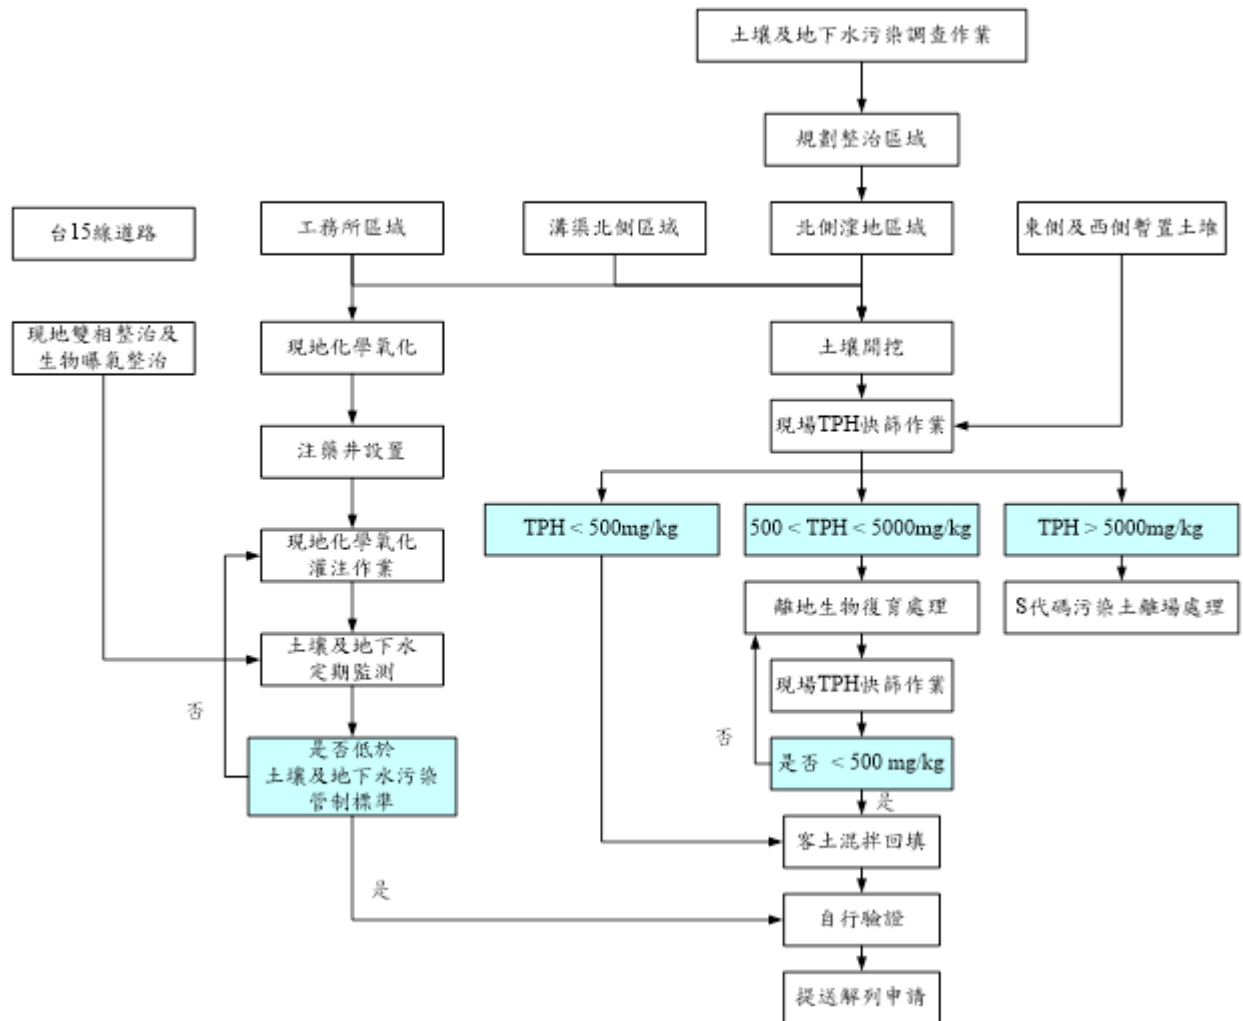 土壤及地下水污染調查作業
規劃整治區域
台15線道路
工務所區域
溝渠北側區域
北側窪地區域
東側及西側暫置土堆
現地雙相整治及
生物曝氣整治
現地化學氧化
土壤開挖
注藥井設置
現場TPH快篩作業
TPH < 500mg/kg
500 < TPH < 5000mg/kg
TPH > 5000mg/kg
現地化學氧化
灌注作業
離地生物復育處理
S代碼污染土離場處理
土壤及地下水
定期監測
現場TPH快篩作業
否
否
是否低於
土壤及地下水污染
管制標準
是否 < 500 mg/kg
是
客土混拌回填
是
自行驗證
提送解列申請